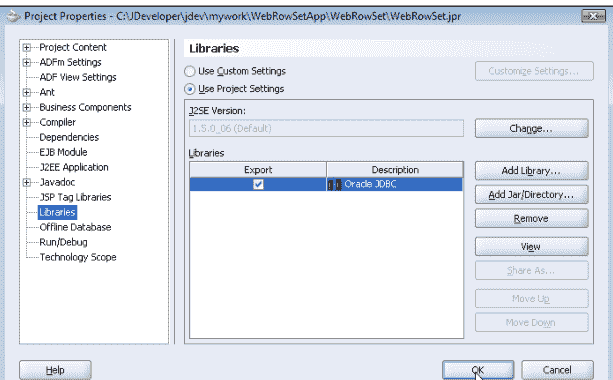 Project Properties - C:\JDeveloper\jdev\mywork\WebRowSetApp\WebRowSet\WebRowSet.jpr
Project Content
ADFm Settings
ADF View Settings
Ant
Business Components
Compiler
Dependencies
EJB Module
J2EE Application
Javadoc
JSP Tag Libraries
Libraries
Offline Database
Run/Debug
Technology Scope
Libraries
Use Custom Settings
Customize Settings...
Use Project Settings
J2SE Version:
1.5.0_06 (Default)
Change...
Libraries
Export Description
Oracle JDBC
Add Library...
Add Jar/Directory...
Remove
View
Share As...
Move Up
Move Down
Help
OK
Cancel